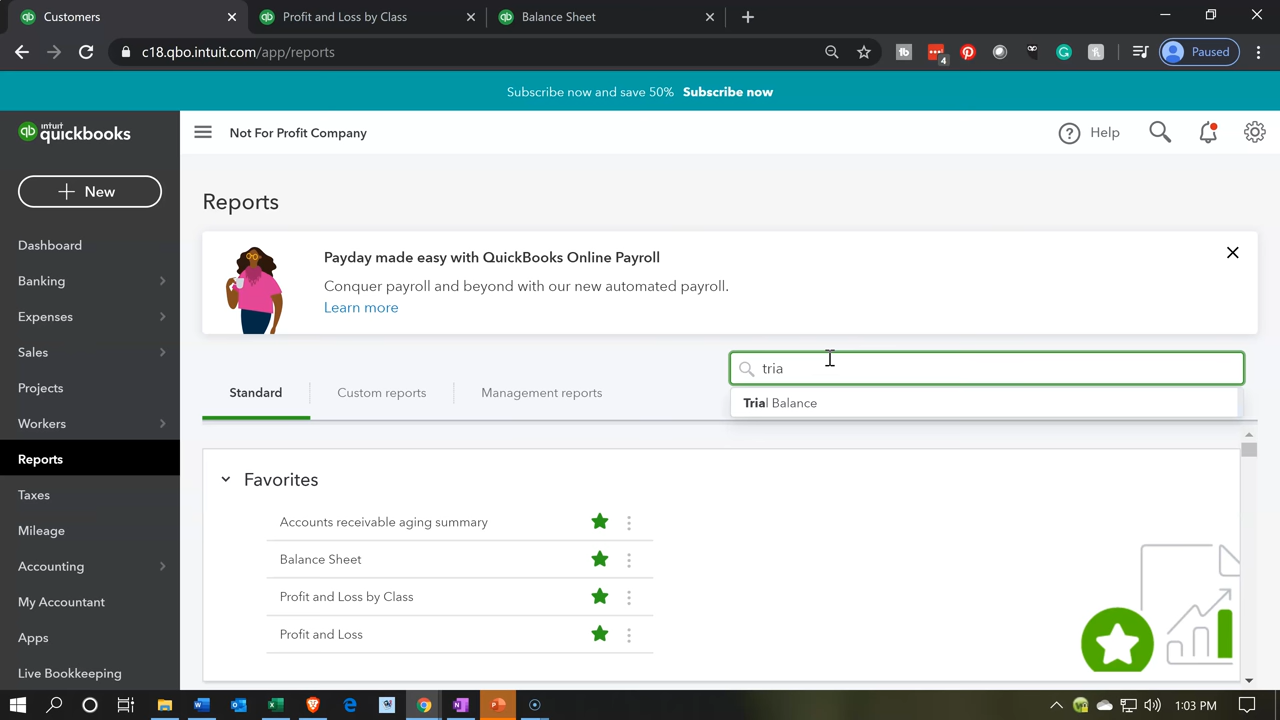 Customers
Profit and Loss by Class
Balance Sheet
c18.qbo.intuit.com/app/reports
4
Paused
Subscribe now and save 50% Subscribe now
qb intuit quickbooks
Not For Profit Company
Help
New
Dashboard
Banking
Expenses
Sales
Projects
Workers
Reports
Taxes
Mileage
Accounting
My Accountant
Apps
Live Bookkeeping
Reports
Payday made easy with QuickBooks Online Payroll
Conquer payroll and beyond with our new automated payroll.
Learn more
tria
Trial Balance
Standard
Custom reports
Management reports
Favorites
Accounts receivable aging summary
Balance Sheet
Profit and Loss by Class
Profit and Loss
1:03 PM